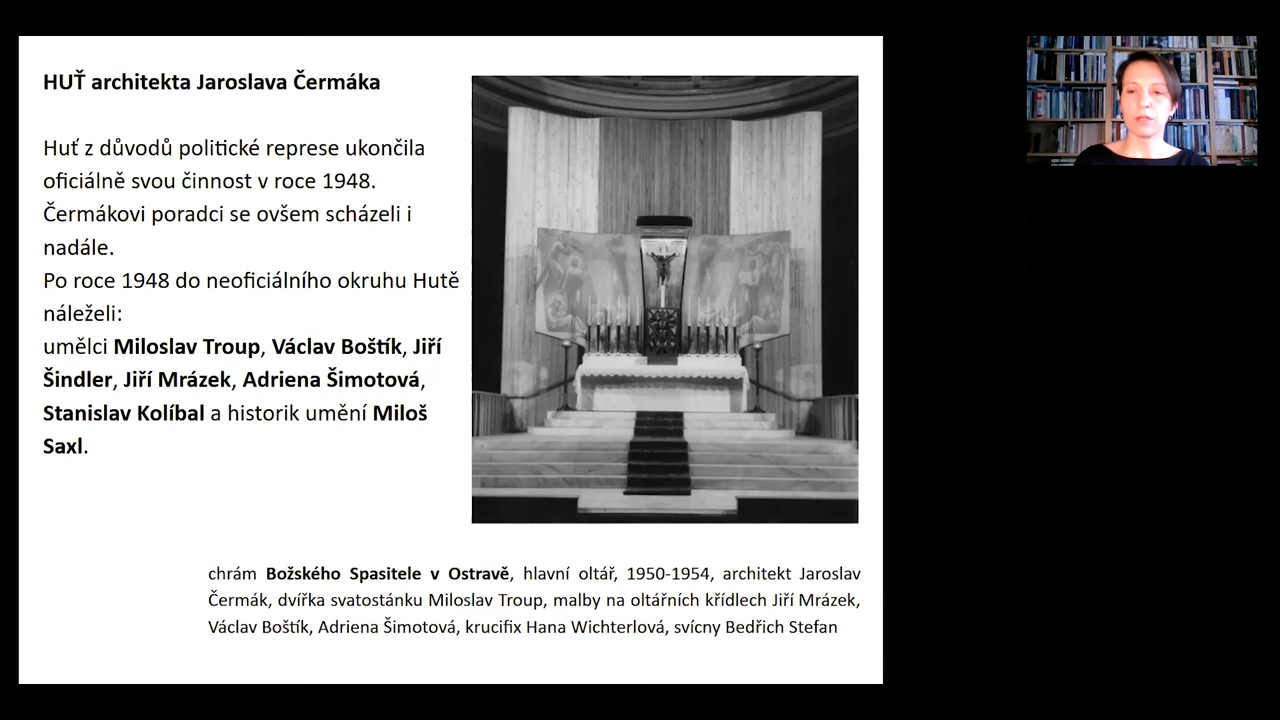 HUŤ architekta Jaroslava Čermáka
Huť z důvodů politické represe ukončila
oficiálně svou činnost v roce 1948.
Čermákovi poradci se ovšem scházeli i
nadále.
Po roce 1948 do neoficiálního okruhu Hutě
náleželi:
umělci Miloslav Troup, Václav Boštík, Jiří
Šindler, Jiří Mrázek, Adriena Šimotová,
Stanislav Kolíbal a historik umění Miloš
Saxl.
chrám Božského Spasitele v Ostravě, hlavní oltář, 1950-1954, architekt Jaroslav
Čermák, dvířka svatostánku Miloslav Troup, malby na oltářních křídlech Jiří Mrázek,
Václav Boštík, Adriena Šimotová, krucifix Hana Wichterlová, svícny Bedřich Stefan